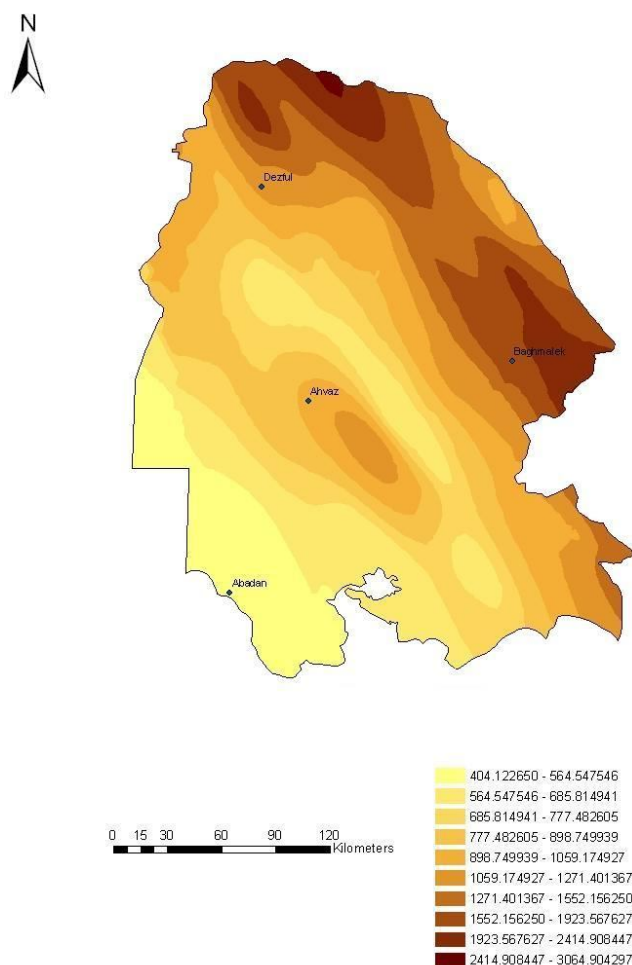 N
Dezful
Baghmalek
Ahvaz
Abadan
0 15 30 60 90 120
Kilometers
404.122650 - 564.547546
564.547546 - 685.814941
685.814941 - 777.482605
777.482605 - 898.749939
898.749939 - 1059.174927
1059.174927 - 1271.401367
1271.401367 - 1552.156250
1552.156250 - 1923.567627
1923.567627 - 2414.908447
2414.908447 - 3064.904297